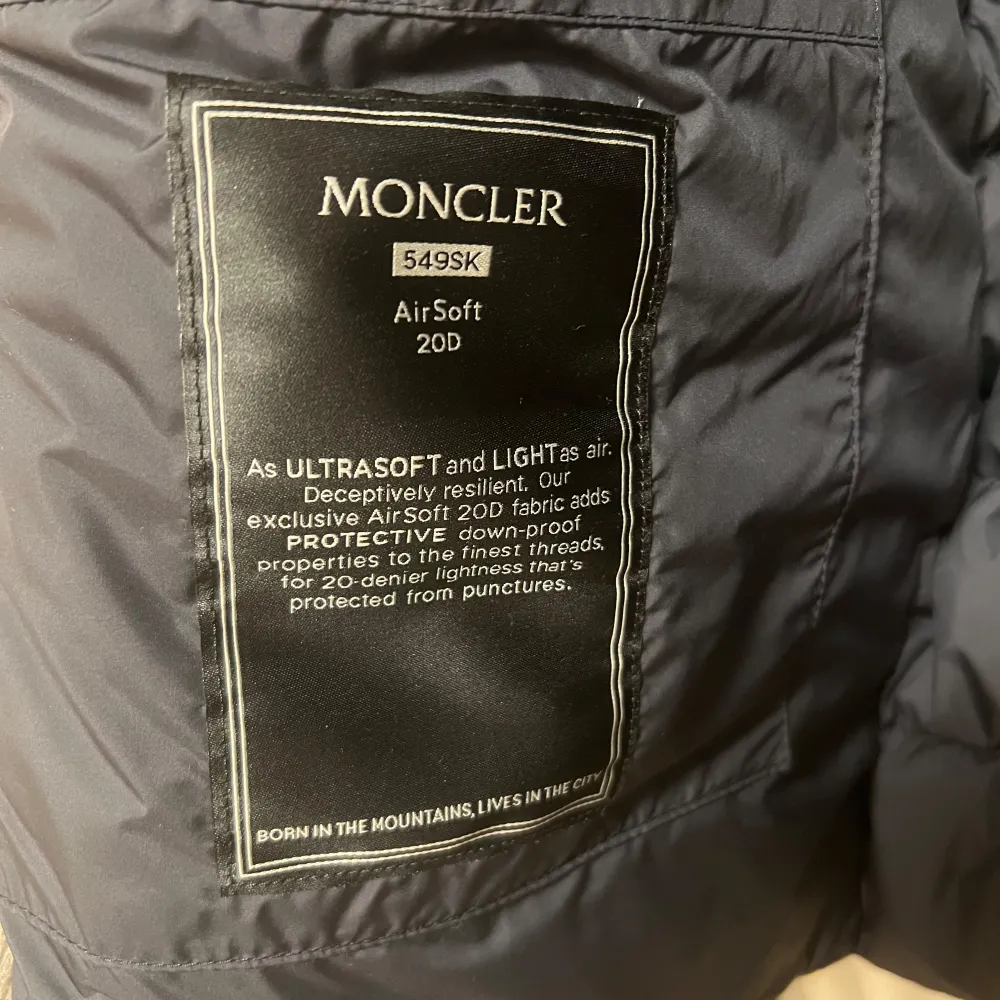 MONCLER
549SK
AirSoft
20D
As ULTRASOFT and LIGHT as air.
Deceptively resilient. Our
exclusive AirSoft 20D fabric adds
PROTECTIVE down-proof
properties to the finest threads,
for 20-denier lightness that's
protected from punctures.
BORN IN THE MOUNTAINS, LIVES IN THE CITY